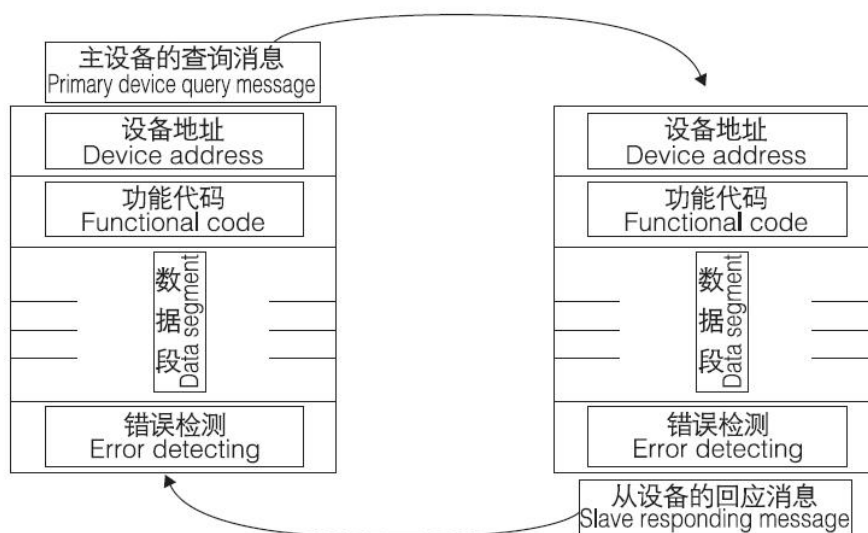 主设备的查询消息
Primary device query message
设备地址
Device address
功能代码
Functional code
数据段
Data segment
错误检测
Error detecting
设备地址
Device address
功能代码
Functional code
数据段
Data segment
错误检测
Error detecting
从设备的回应消息
Slave responding message